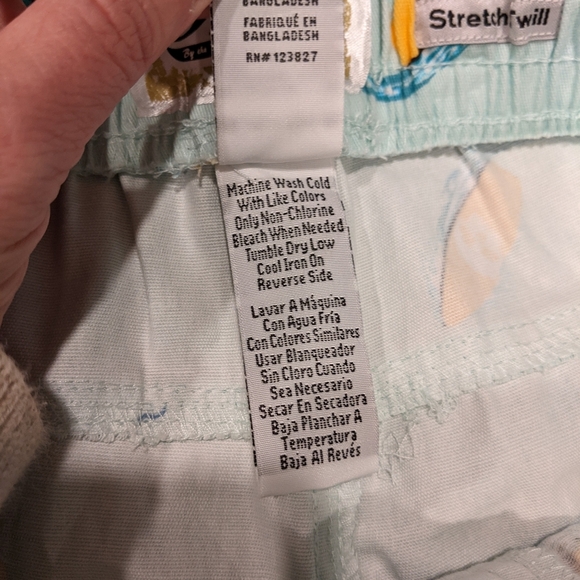 BANGLADESH
FABRIQUÉ EN
BANGLADESH
RN# 123827
By the
Stretch Twill
Machine Wash Cold
With Like Colors
Only Non-Chlorine
Bleach When Needed
Tumble Dry Low
Cool Iron On
Reverse Side
Lavar A Máquina
Con Agua Fría
Con Colores Similares
Usar Blanqueador
Sin Cloro Cuando
Sea Necesario
Secar En Secadora
Baja Planchar A
Temperatura
Baja Al Revés